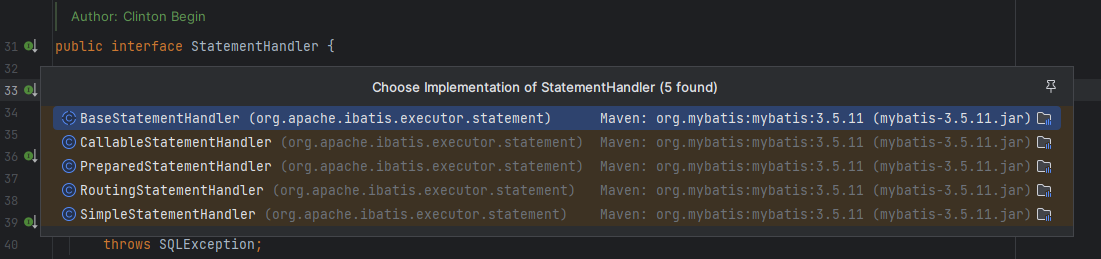 Author: Clinton Begin
31 public interface StatementHandler {
32
Choose Implementation of StatementHandler (5 found)
33
BaseStatementHandler (org.apache.ibatis.executor.statement) Maven: org.mybatis:mybatis:3.5.11 (mybatis-3.5.11.jar)
34
CallableStatementHandler (org.apache.ibatis.executor.statement) Maven: org.mybatis:mybatis:3.5.11 (mybatis-3.5.11.jar)
35
36 PreparedStatementHandler (org.apache.ibatis.executor.statement) Maven: org.mybatis:mybatis:3.5.11 (mybatis-3.5.11.jar)
37
RoutingStatementHandler (org.apache.ibatis.executor.statement) Maven: org.mybatis:mybatis:3.5.11 (mybatis-3.5.11.jar)
38
SimpleStatementHandler (org.apache.ibatis.executor.statement) Maven: org.mybatis:mybatis:3.5.11 (mybatis-3.5.11.jar)
39
40 throws SQLException;